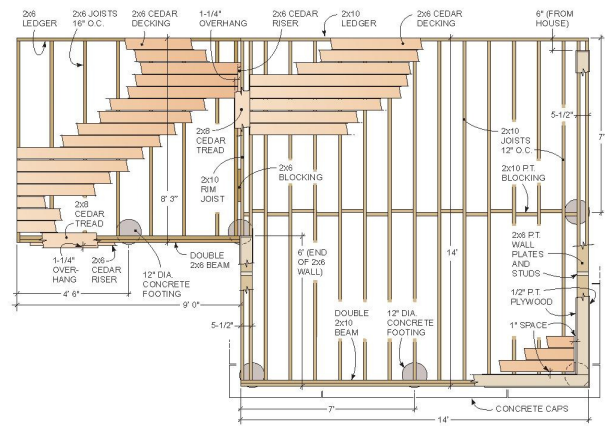 2x6
LEDGER
2x6 JOISTS
16" O.C.
2x6 CEDAR
DECKING
1-1/4"
OVERHANG
2x6 CEDAR
RISER
2x10
LEDGER
2x6 CEDAR
DECKING
6" (FROM
HOUSE)
5-1/2"
7'
2x8
CEDAR
TREAD
2x10
JOISTS
12" O.C.
2x10 P.T.
BLOCKING
2x6
BLOCKING
2x10
RIM
JOIST
8' 3"
2x8
CEDAR
TREAD
2x6 P.T.
WALL
PLATES
AND
STUDS
14'
6' (END
OF 2x6
WALL)
DOUBLE
2x6 BEAM
1-1/4"
OVER-
HANG
2x6
CEDAR
RISER
12" DIA.
CONCRETE
FOOTING
4' 6"
9' 0"
5-1/2"
1/2" P.T.
PLYWOOD
DOUBLE
2x10
BEAM
12" DIA.
CONCRETE
FOOTING
1" SPACE
7'
CONCRETE CAPS
14'